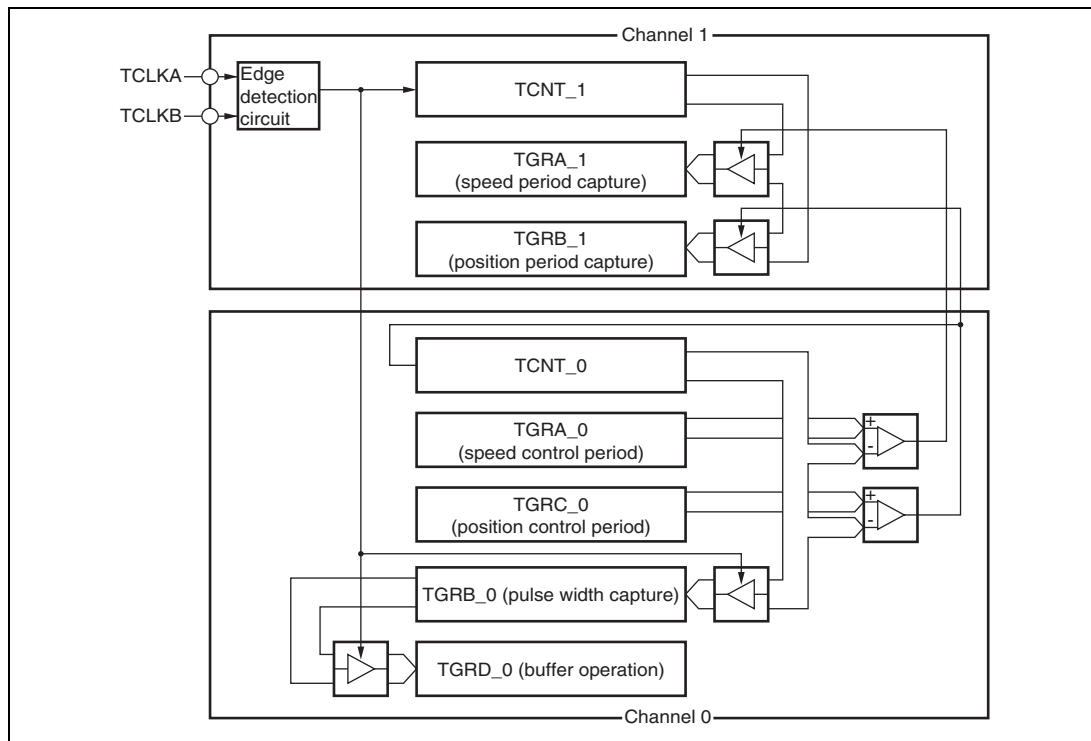 Channel 1
TCLKA
TCLKB
Edge
detection
circuit
TCNT_1
TGRA_1
(speed period capture)
TGRB_1
(position period capture)
TCNT_0
TGRA_0
(speed control period)
+
-
TGRC_0
(position control period)
+
-
TGRB_0 (pulse width capture)
TGRD_0 (buffer operation)
Channel 0